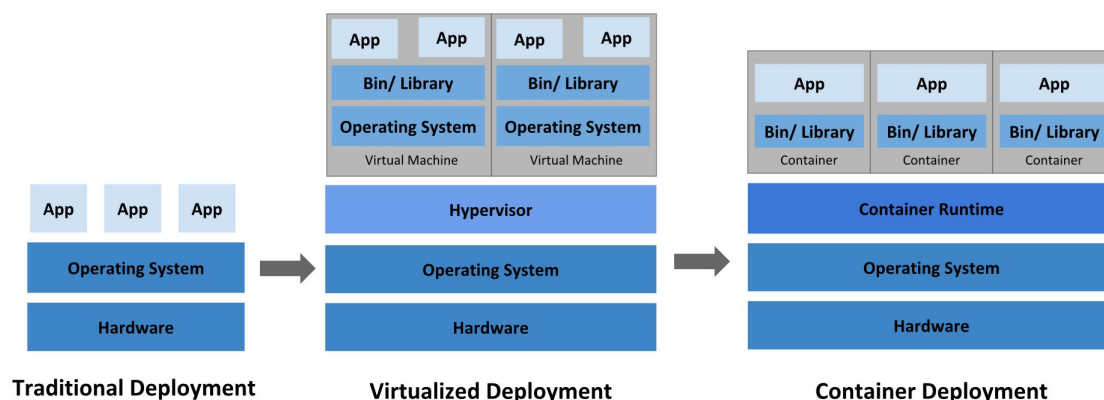 App
App
App
Operating System
Hardware
Traditional Deployment
App
App
App
App
Bin/ Library
Bin/ Library
Operating System
Operating System
Virtual Machine
Virtual Machine
Hypervisor
Operating System
Hardware
Virtualized Deployment
App
App
App
Bin/ Library
Bin/ Library
Bin/ Library
Container
Container
Container
Container Runtime
Operating System
Hardware
Container Deployment